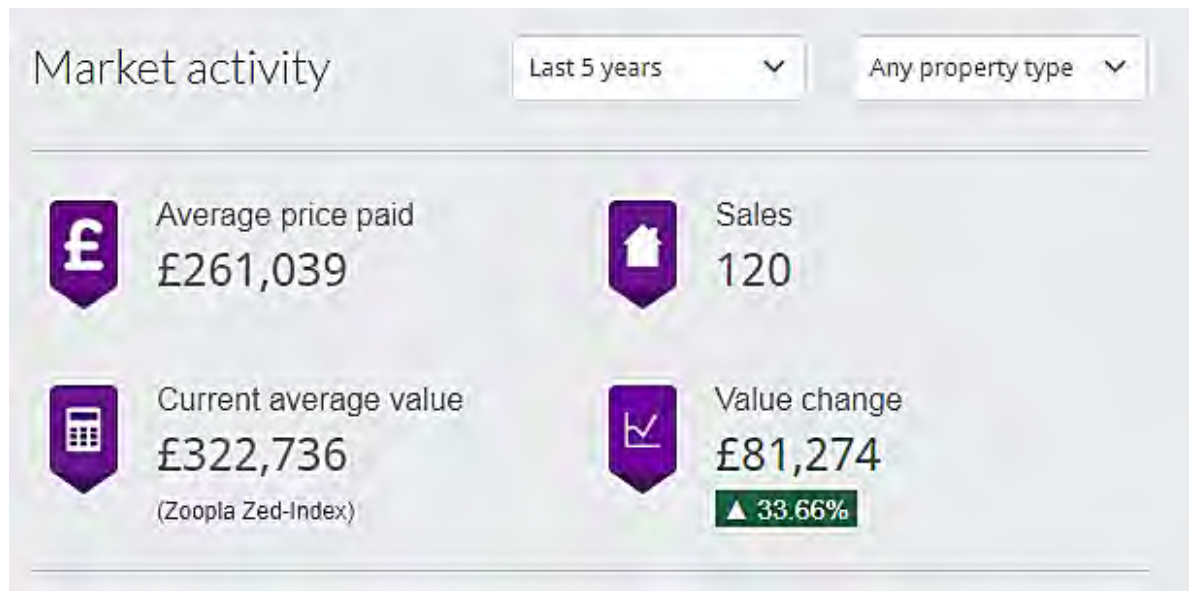 Market activity
Last 5 years
Any property type
£
Average price paid
£261,039
Sales
120
Current average value
£322,736
(Zoopla Zed-Index)
Value change
£81,274
▲ 33.66%